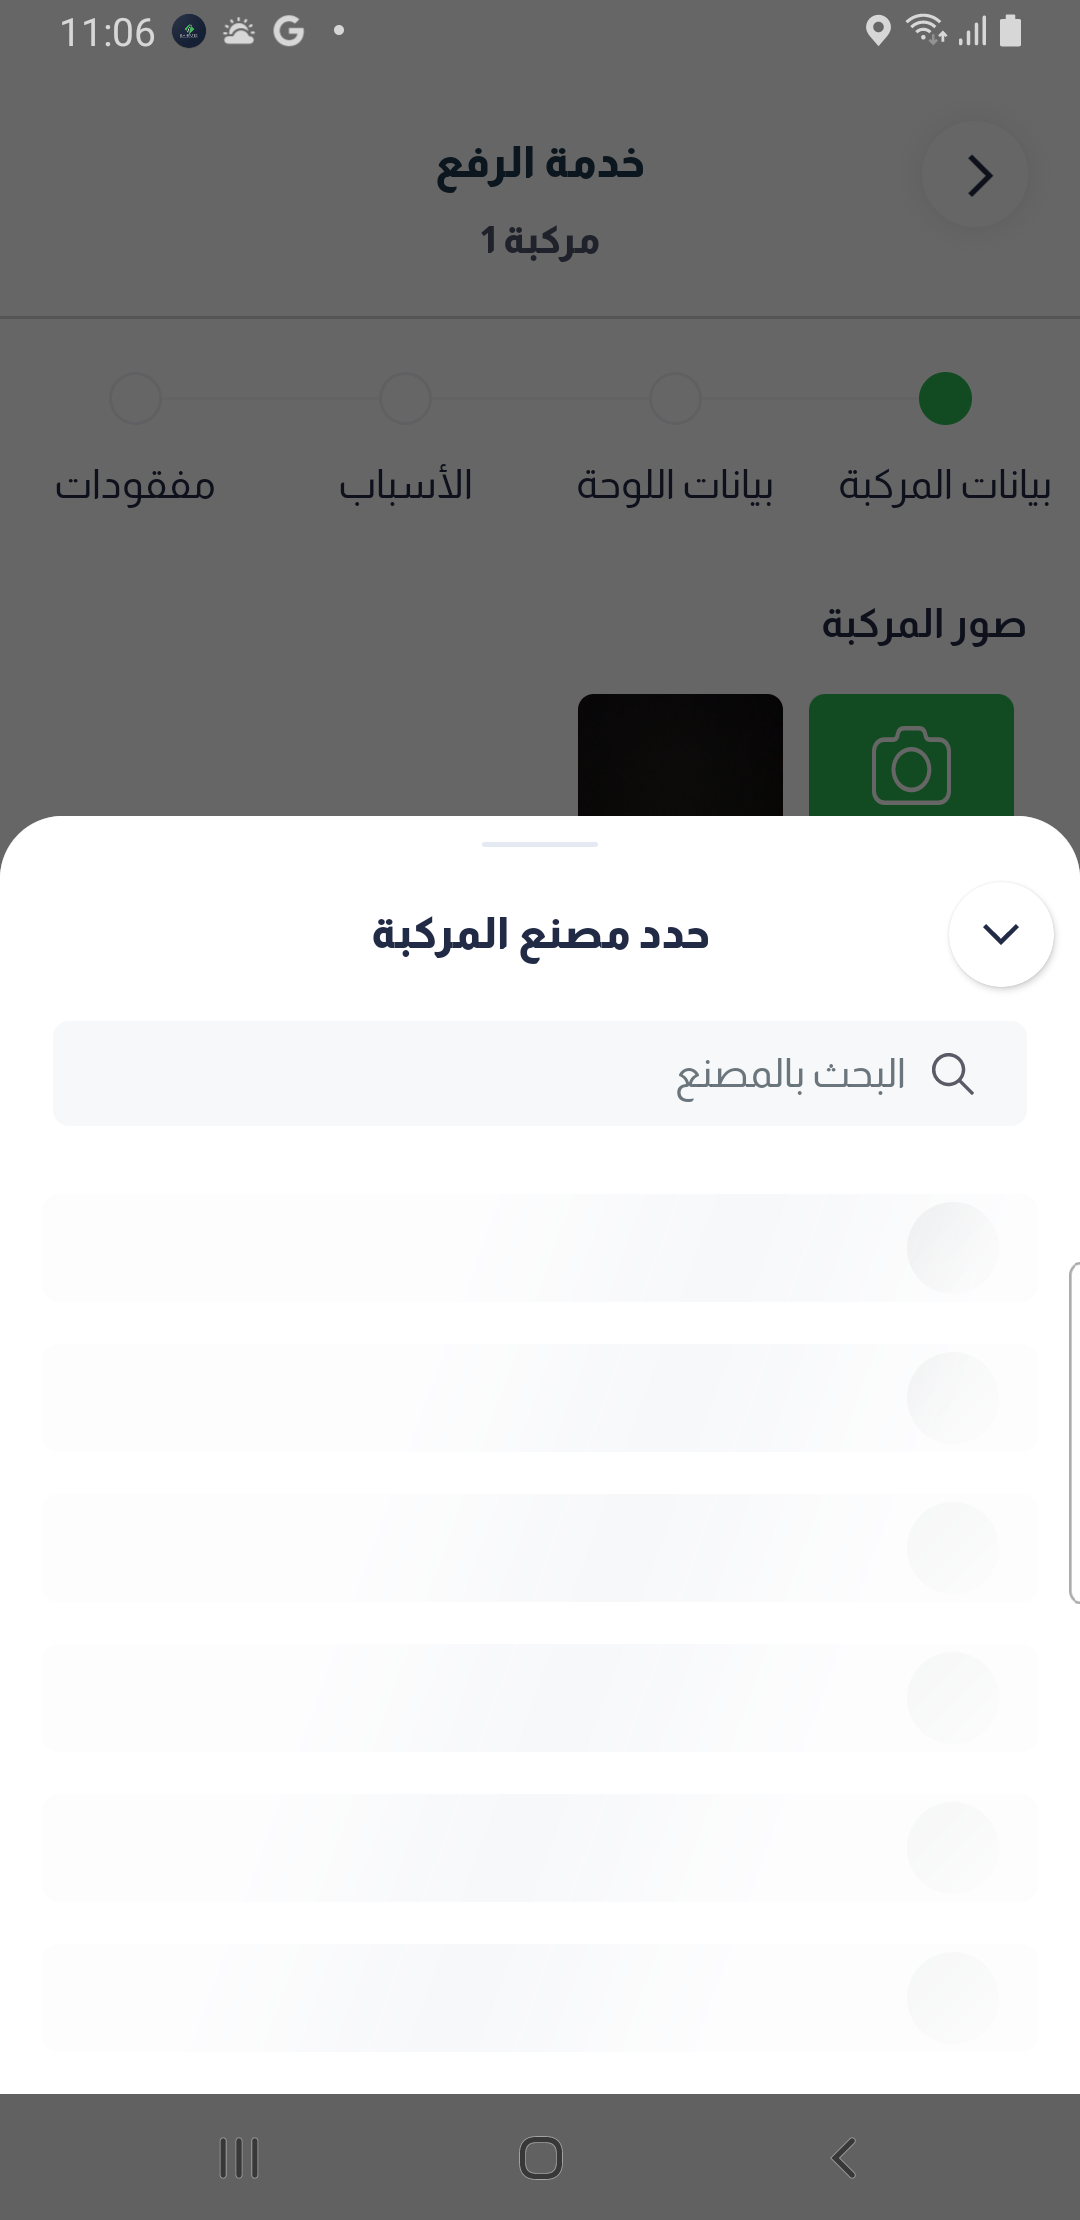 11:06
خدمة الرفع
مركبة 1
بيانات المركبة
بيانات اللوحة
الأسباب
مفقودات
صور المركبة
حدد مصنع المركبة
البحث بالمصنع